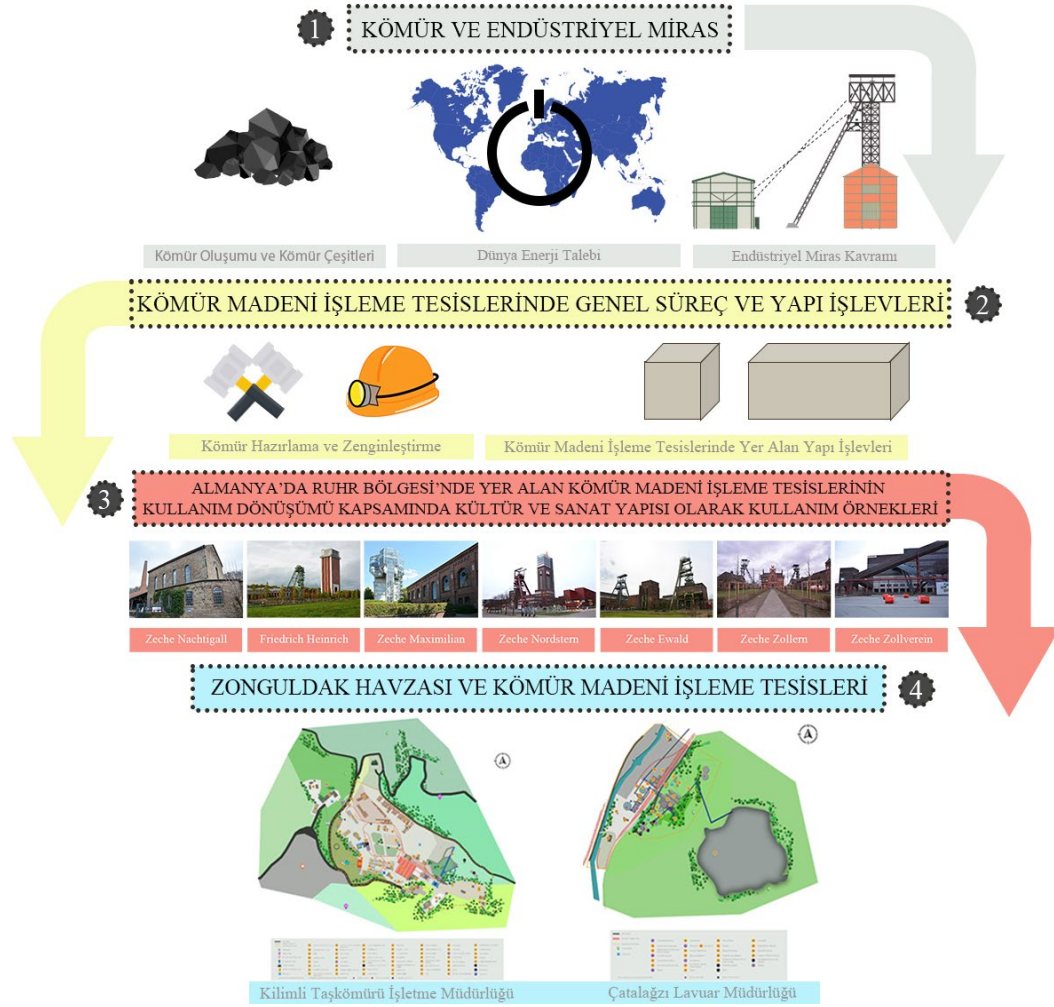 1
KÖMÜR VE ENDÜSTRİYEL MİRAS
Kömür Oluşumu ve Kömür Çeşitleri
Dünya Enerji Talebi
Endüstriyel Miras Kavramı
KÖMÜR MADENİ İŞLEME TESİSLERİNDE GENEL SÜREÇ VE YAPI İŞLEVLERİ
2
Kömür Hazırlama ve Zenginleştirme
Kömür Madeni İşleme Tesislerinde Yer Alan Yapı İşlevleri
3
ALMANYA’DA RUHR BÖLGESİ’NDE YER ALAN KÖMÜR MADENİ İŞLEME TESİSLERİNİN
KULLANIM DÖNÜŞÜMÜ KAPSAMINDA KÜLTÜR VE SANAT YAPISI OLARAK KULLANIM ÖRNEKLERİ
Zeche Nachtigall
Friedrich Heinrich
Zeche Maximilian
Zeche Nordstern
Zeche Ewald
Zeche Zollern
Zeche Zollverein
ZONGULDAK HAVZASI VE KÖMÜR MADENİ İŞLEME TESİSLERİ
4
Kilimli Taşkömürü İşletme Müdürlüğü
Çatalağzı Lavuar Müdürlüğü